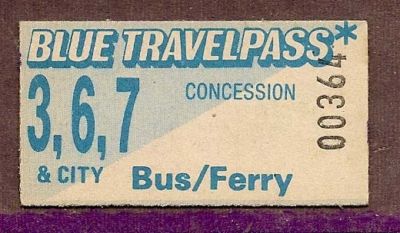 BLUE TRAVELPASS*
3, 6, 7
CONCESSION
& CITY
Bus/Ferry
00364